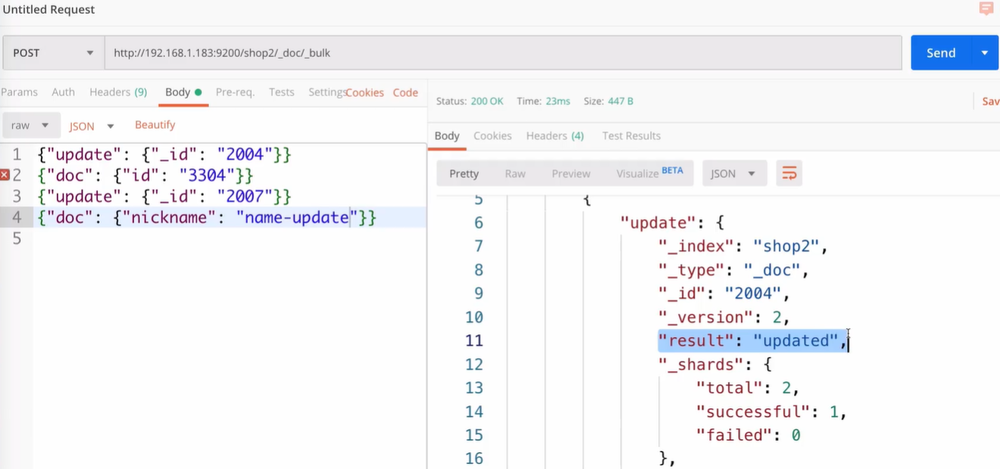 Untitled Request
POST http://192.168.1.183:9200/shop2/_doc/_bulk Send
Params Auth Headers (9) Body Pre-req. Tests Settings Cookies Code
raw JSON Beautify
1 {"update": {"_id": "2004"}}
2 {"doc": {"id": "3304"}}
3 {"update": {"_id": "2007"}}
4 {"doc": {"nickname": "name-update"}}
5
Status: 200 OK Time: 23ms Size: 447 B Sav
Body Cookies Headers (4) Test Results
Pretty Raw Preview Visualize BETA JSON
5 {
6 "update": {
7 "_index": "shop2",
8 "_type": "_doc",
9 "_id": "2004",
10 "_version": 2,
11 "result": "updated",
12 "_shards": {
13 "total": 2,
14 "successful": 1,
15 "failed": 0
16 },